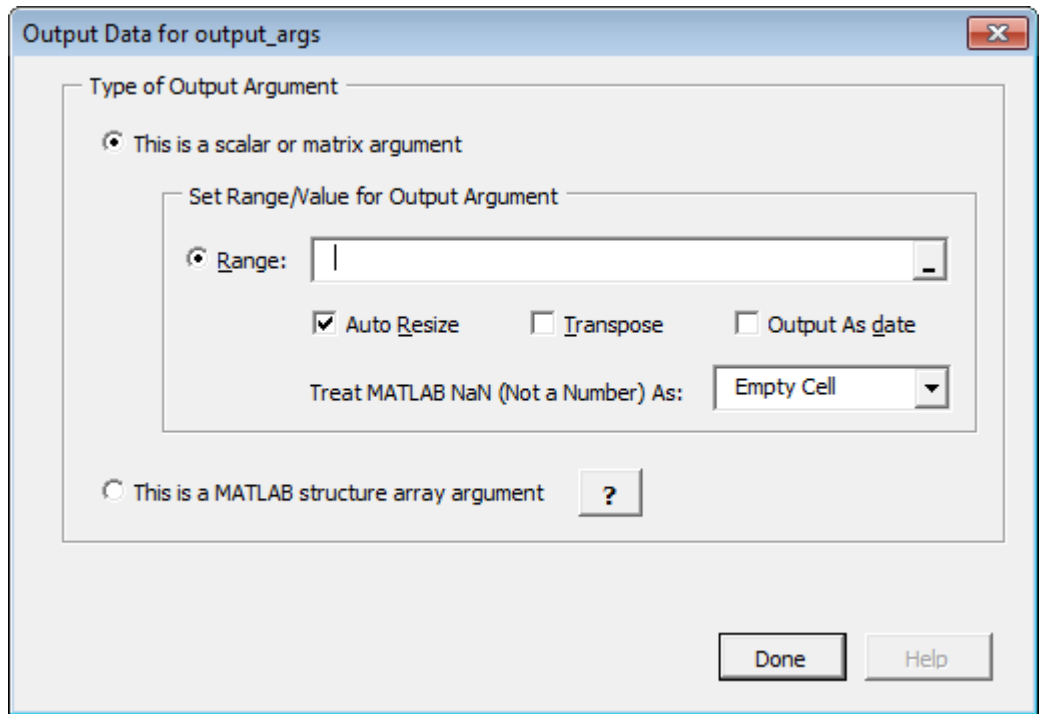 Output Data for output_args
Type of Output Argument
This is a scalar or matrix argument
Set Range/Value for Output Argument
Range:
Auto Resize Transpose Output As date
Treat MATLAB NaN (Not a Number) As: Empty Cell
This is a MATLAB structure array argument ?
Done Help